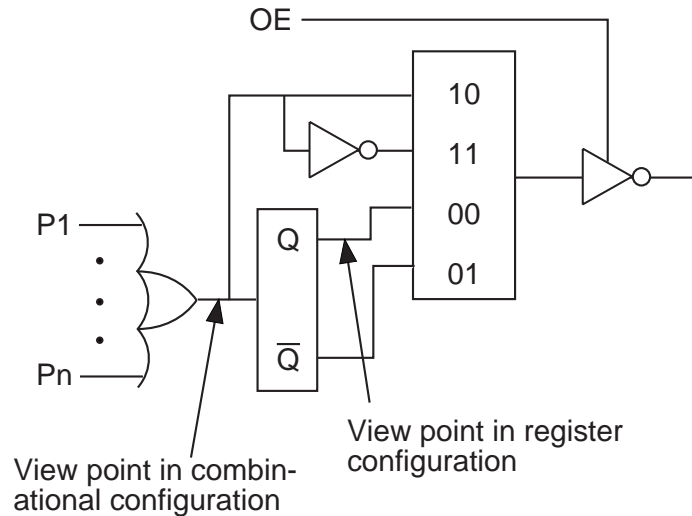 OE
10
11
00
01
P1
Q
Q̅
Pn
View point in register
configuration
View point in combin-
ational configuration